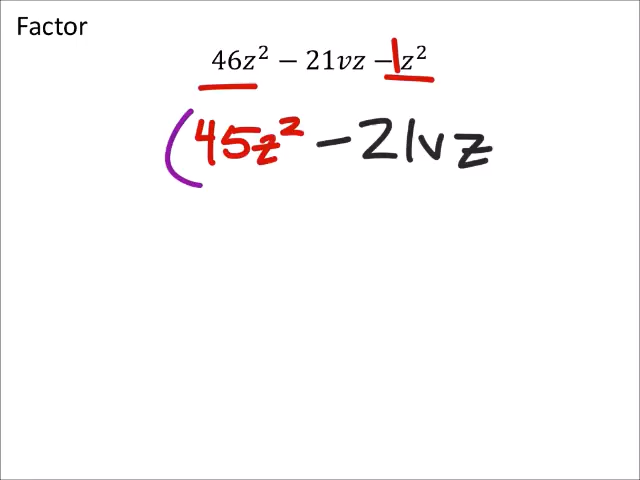 Factor
46z² − 21vz − 1z²
(45z² − 21vz